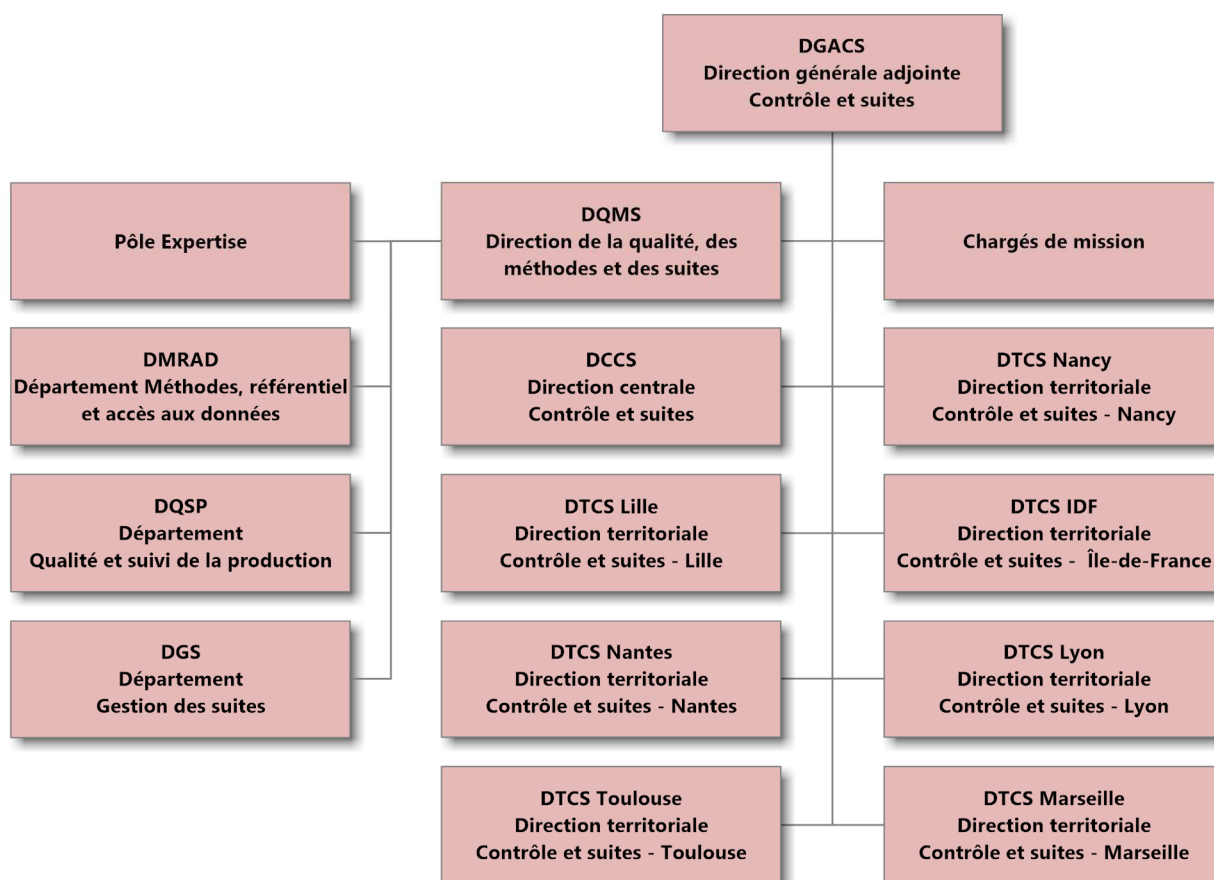 DGACS
Direction générale adjointe
Contrôle et suites
Pôle Expertise
DQMS
Direction de la qualité, des
méthodes et des suites
Chargés de mission
DMRAD
Département Méthodes, référentiel
et accès aux données
DCCS
Direction centrale
Contrôle et suites
DTCS Nancy
Direction territoriale
Contrôle et suites - Nancy
DQSP
Département
Qualité et suivi de la production
DTCS Lille
Direction territoriale
Contrôle et suites - Lille
DTCS IDF
Direction territoriale
Contrôle et suites - Île-de-France
DGS
Département
Gestion des suites
DTCS Nantes
Direction territoriale
Contrôle et suites - Nantes
DTCS Lyon
Direction territoriale
Contrôle et suites - Lyon
DTCS Toulouse
Direction territoriale
Contrôle et suites - Toulouse
DTCS Marseille
Direction territoriale
Contrôle et suites - Marseille